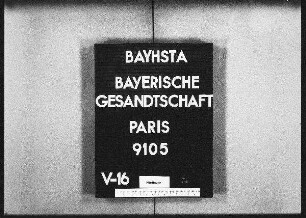 BAYHSTA
BAYERISCHE
GESANDTSCHAFT
PARIS
9105
V-16